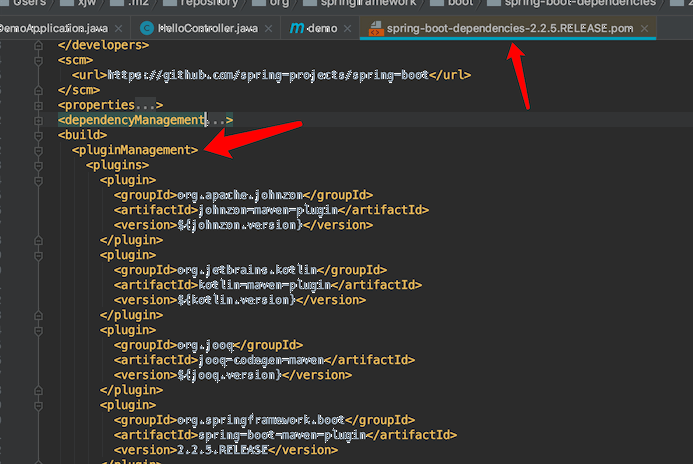 Users xjw .m2 repository org springframework boot spring-boot-dependencies
DemoApplication.java × HelloController.java × demo × spring-boot-dependencies-2.2.5.RELEASE.pom ×
</developers>
<scm>
<url>https://github.com/spring-projects/spring-boot</url>
</scm>
<properties...>
<dependencyManagement...>
<build>
<pluginManagement>
<plugins>
<plugin>
<groupId>org.apache.johnzon</groupId>
<artifactId>johnzon-maven-plugin</artifactId>
<version>${johnzon.version}</version>
</plugin>
<plugin>
<groupId>org.jetbrains.kotlin</groupId>
<artifactId>kotlin-maven-plugin</artifactId>
<version>${kotlin.version}</version>
</plugin>
<plugin>
<groupId>org.jooq</groupId>
<artifactId>jooq-codegen-maven</artifactId>
<version>${jooq.version}</version>
</plugin>
<plugin>
<groupId>org.springframework.boot</groupId>
<artifactId>spring-boot-maven-plugin</artifactId>
<version>2.2.5.RELEASE</version>
</plugin>